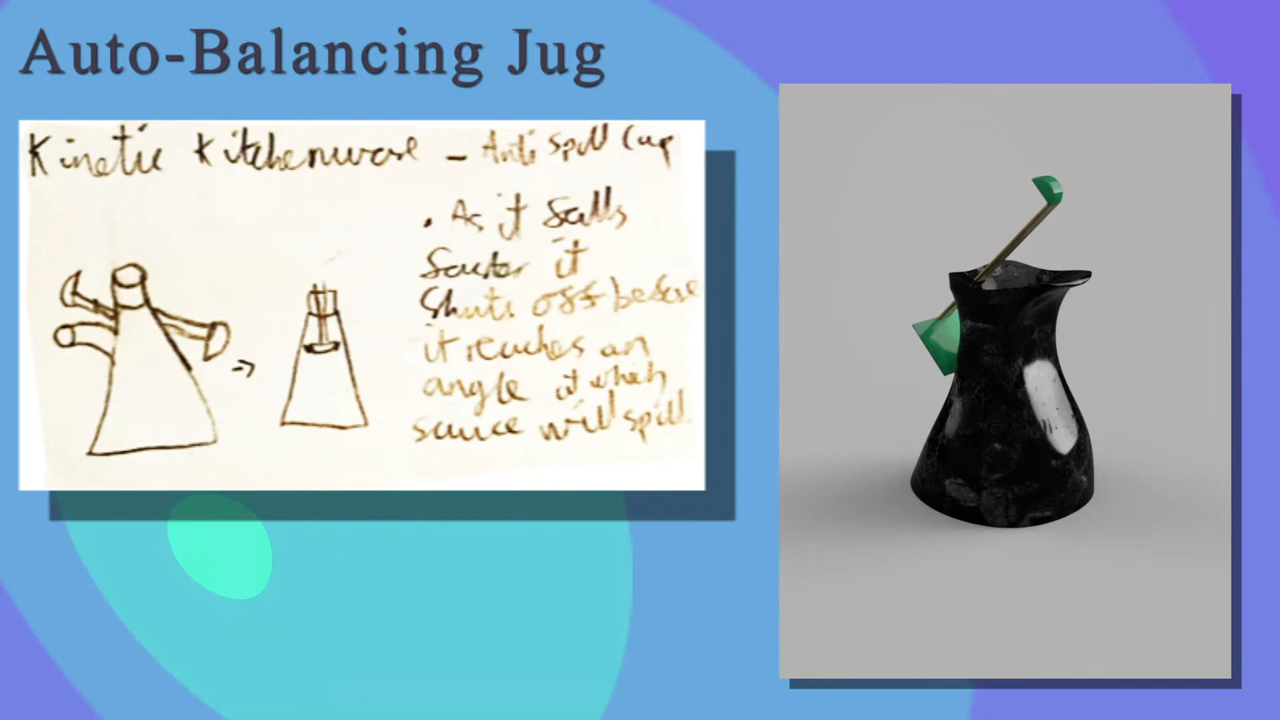 Auto-Balancing Jug
Kinetic Kitchenware - Anti Spill Cup
• As it falls
faster it
Shuts off before
it reaches an
angle at which
sauce will spill.